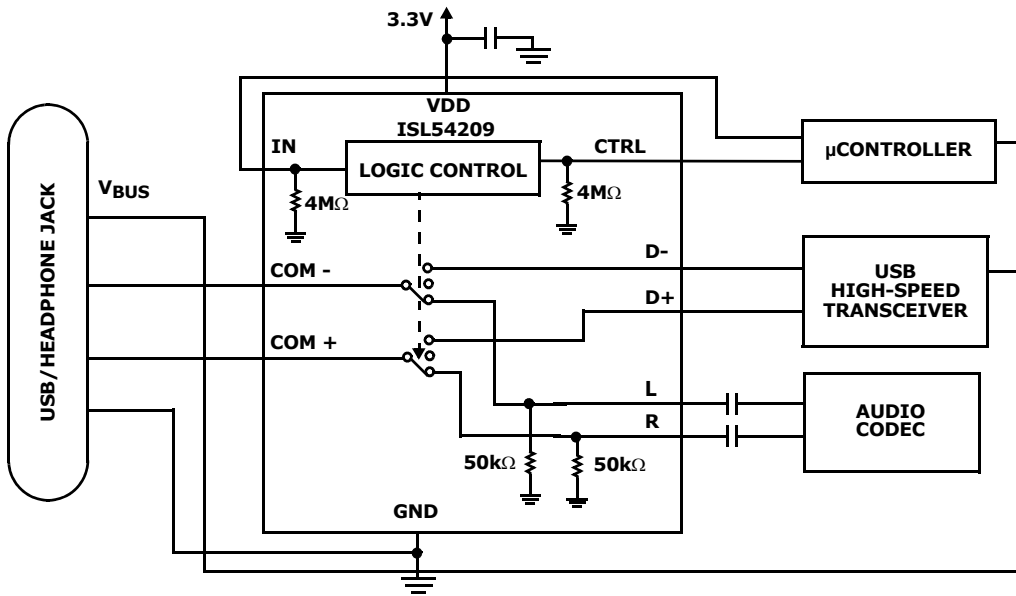 3.3V
VDD
ISL54209
IN
LOGIC CONTROL
CTRL
µCONTROLLER
4MΩ
4MΩ
VBUS
USB/HEADPHONE JACK
COM -
COM +
D-
D+
USB
HIGH-SPEED
TRANSCEIVER
L
R
AUDIO
CODEC
50kΩ
50kΩ
GND